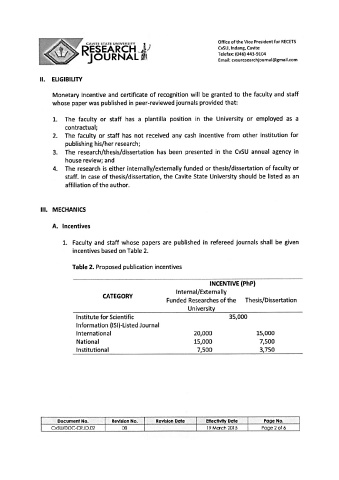 CAVITE STATE UNIVERSITY
RESEARCH
JOURNAL
Office of the Vice President for RECETS
CvSU, Indang, Cavite
Telefax: (046) 443-9104
Email: cvsuresearchjournal@gmail.com
II. ELIGIBILITY
Monetary incentive and certificate of recognition will be granted to the faculty and staff
whose paper was published in peer-reviewed journals provided that:
1. The faculty or staff has a plantilla position in the University or employed as a
contractual;
2. The faculty or staff has not received any cash incentive from other institution for
publishing his/her research;
3. The research/thesis/dissertation has been presented in the CvSU annual agency in
house review; and
4. The research is either internally/externally funded or thesis/dissertation of faculty or
staff. In case of thesis/dissertation, the Cavite State University should be listed as an
affiliation of the author.
III. MECHANICS
A. Incentives
1. Faculty and staff whose papers are published in refereed journals shall be given
incentives based on Table 2.
Table 2. Proposed publication incentives
INCENTIVE (PhP)
CATEGORY Internal/Externally Funded Researches of the University Thesis/Dissertation
Institute for Scientific 35,000
Information (ISI)-Listed Journal
International 20,000 15,000
National 15,000 7,500
Institutional 7,500 3,750
Document No. Revision No. Revision Date Effectivity Date Page No.
00 19 March 2015 Page 2 of 6